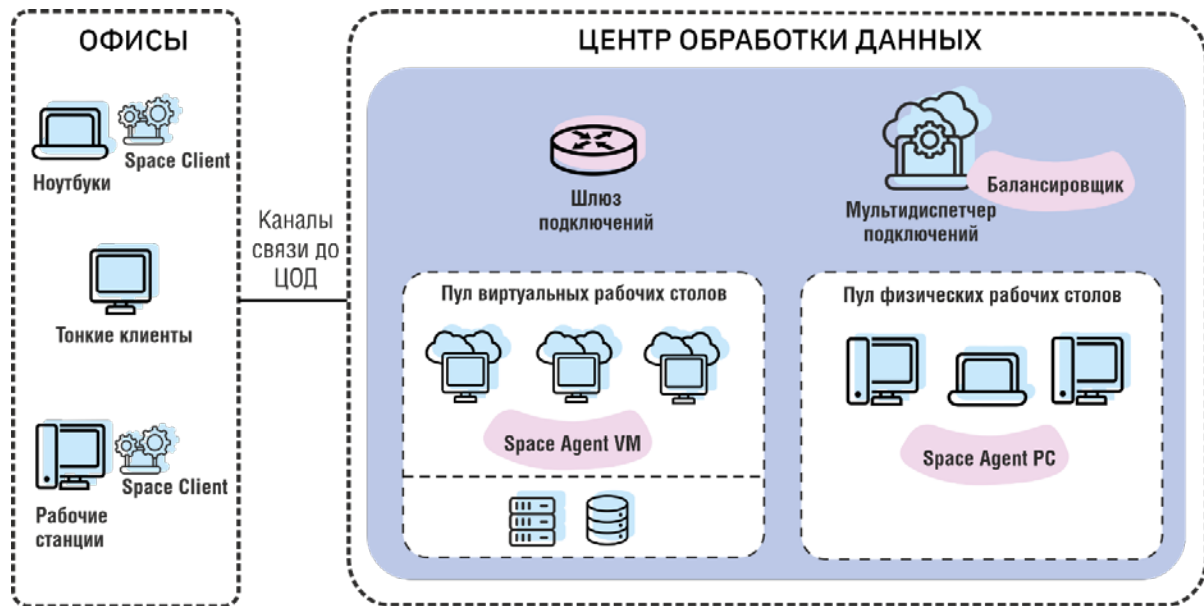 ОФИСЫ
Ноутбуки
Space Client
Тонкие клиенты
Рабочие
станции
Space Client
Каналы
связи до
ЦОД
ЦЕНТР ОБРАБОТКИ ДАННЫХ
Шлюз
подключений
Мультидиспетчер
подключений
Балансировщик
Пул виртуальных рабочих столов
Space Agent VM
Пул физических рабочих столов
Space Agent PC